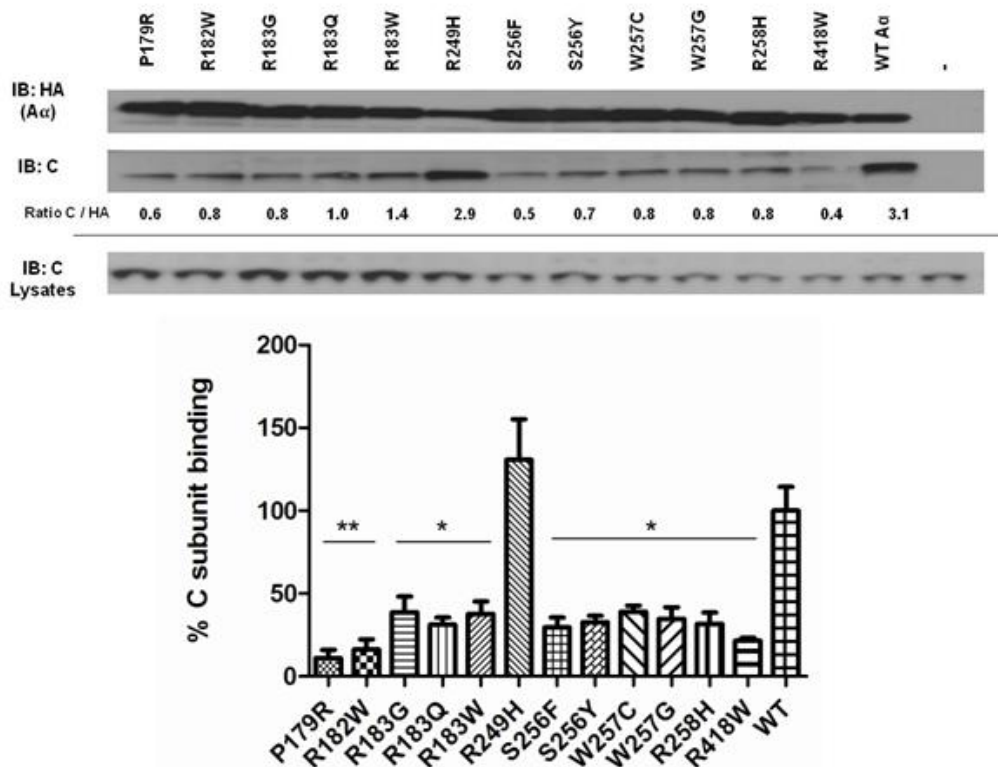 P179R R182W R183G R183Q R183W R249H S256F S256Y W257C W257G R258H R418W WT Aα -
IB: HA
(Aα)
IB: C
Ratio C / HA 0.6 0.8 0.8 1.0 1.4 2.9 0.5 0.7 0.8 0.8 0.8 0.4 3.1
IB: C
Lysates
% C subunit binding
200
150
100
50
0
** * *
P179R R182W R183G R183Q R183W R249H S256F S256Y W257C W257G R258H R418W WT